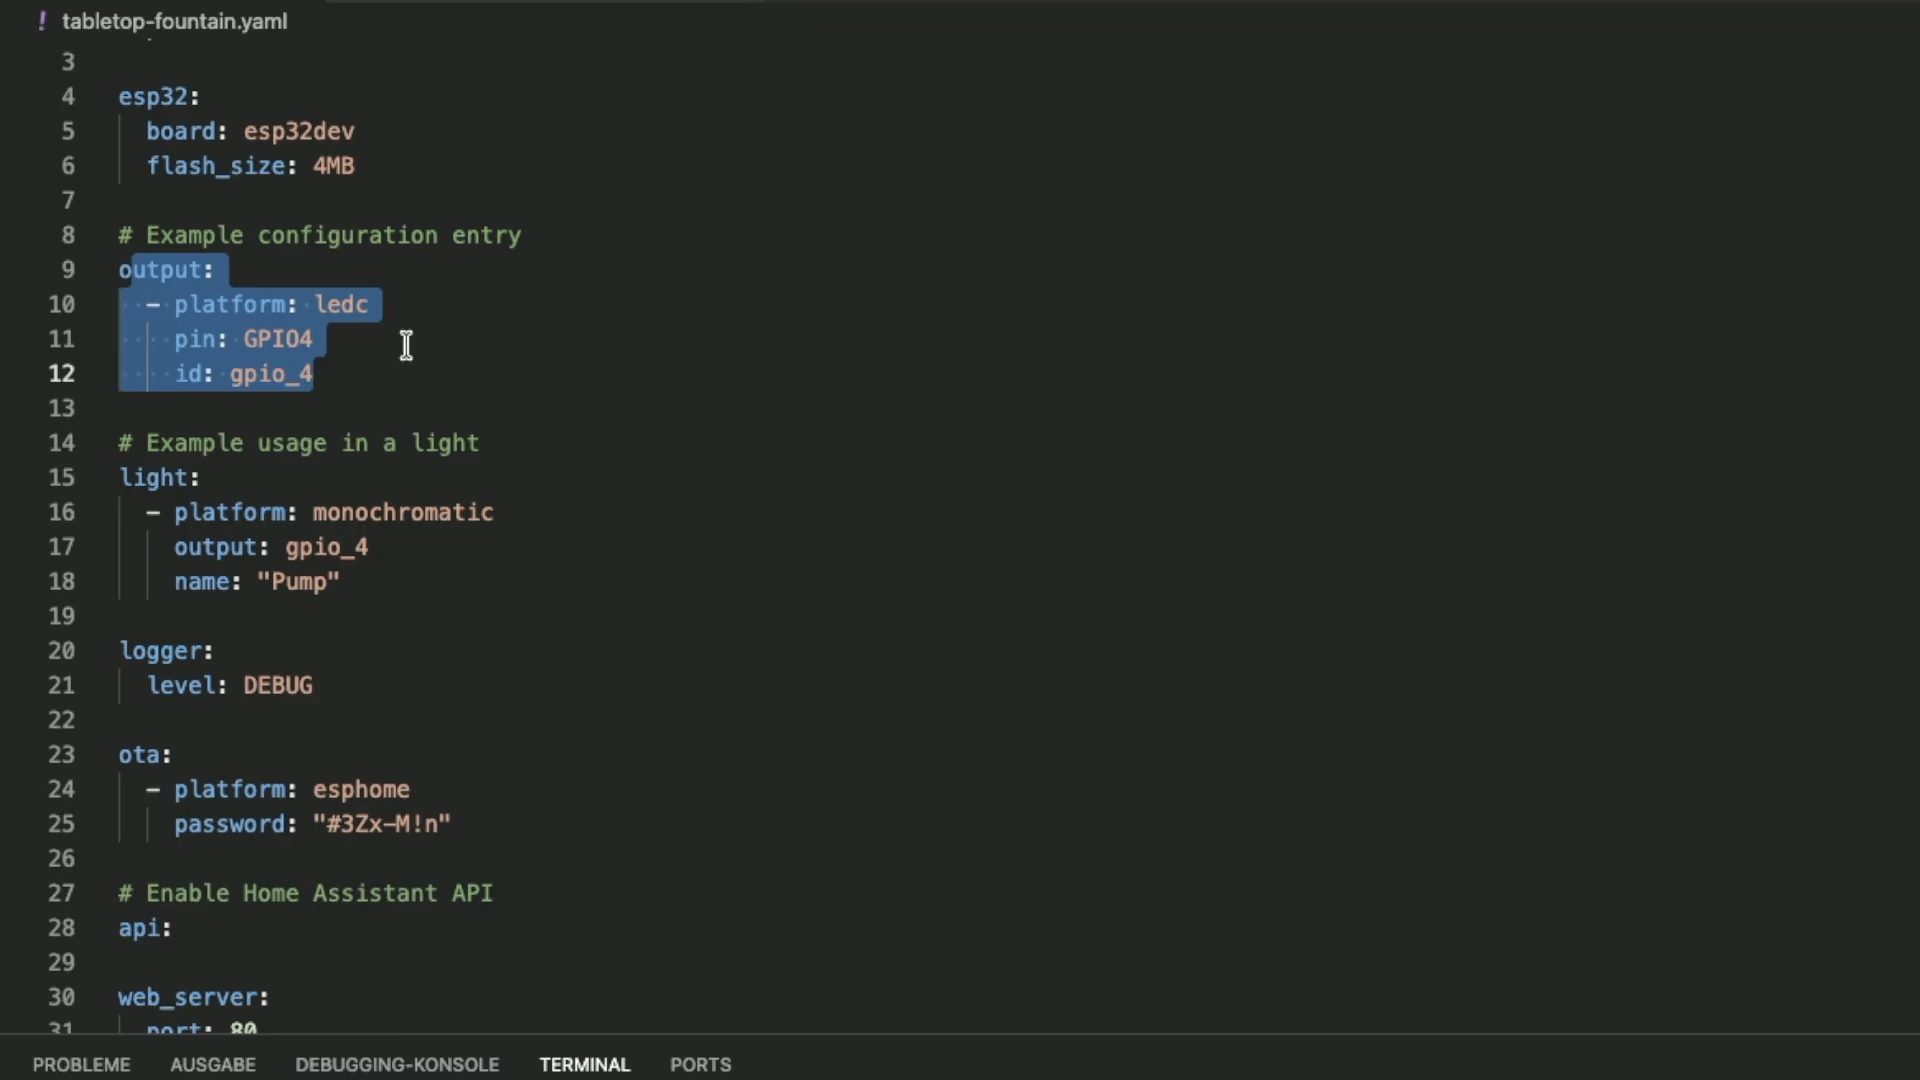 ! tabletop-fountain.yaml
3
4 esp32:
5 board: esp32dev
6 flash_size: 4MB
7
8 # Example configuration entry
9 output:
10 - platform: ledc
11 pin: GPIO4
12 id: gpio_4
13
14 # Example usage in a light
15 light:
16 - platform: monochromatic
17 output: gpio_4
18 name: "Pump"
19
20 logger:
21 level: DEBUG
22
23 ota:
24 - platform: esphome
25 password: "#3Zx-M!n"
26
27 # Enable Home Assistant API
28 api:
29
30 web_server:
31 port: 80
PROBLEME AUSGABE DEBUGGING-KONSOLE TERMINAL PORTS